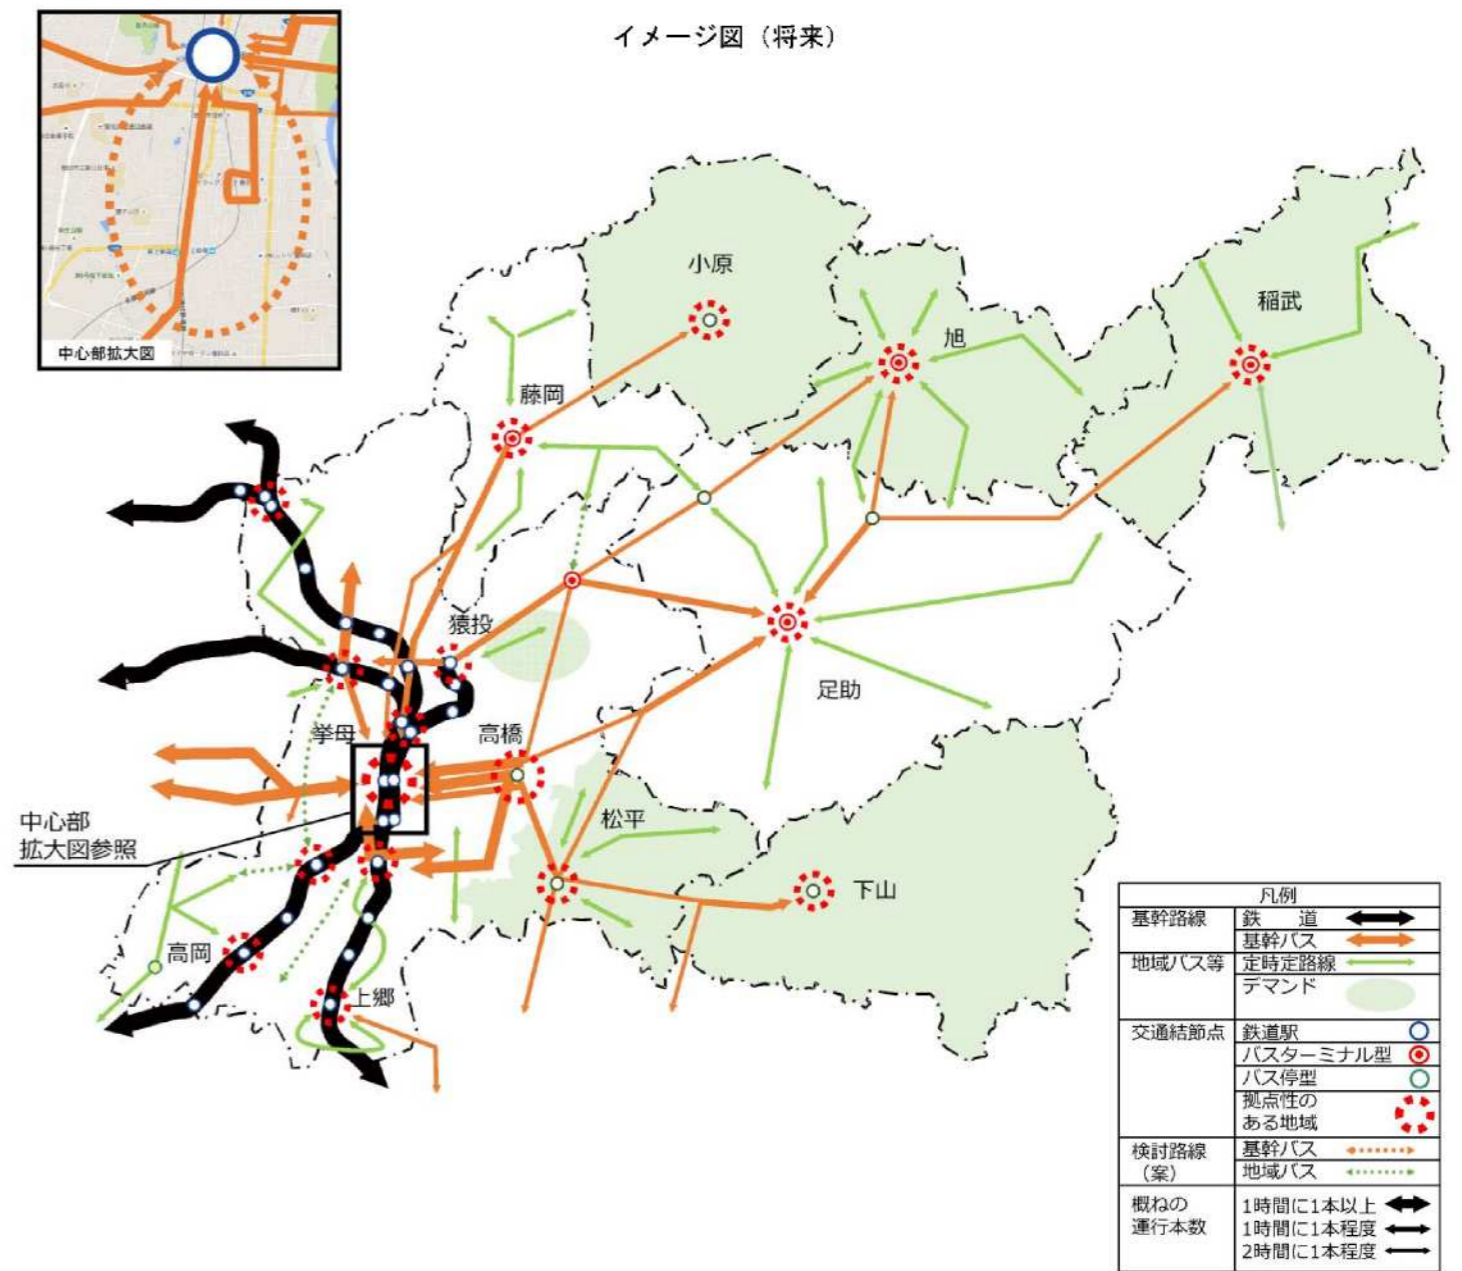 イメージ図（将来）
中心部拡大図
小原
旭
稲武
藤岡
猿投
足助
挙母
高橋
中心部
拡大図参照
松平
下山
高岡
上郷
凡例
基幹路線
鉄　道
基幹バス
地域バス等
定時定路線
デマンド
交通結節点
鉄道駅
バスターミナル型
バス停型
拠点性の
ある地域
検討路線
（案）
基幹バス
地域バス
概ねの
運行本数
1時間に1本以上
1時間に1本程度
2時間に1本程度